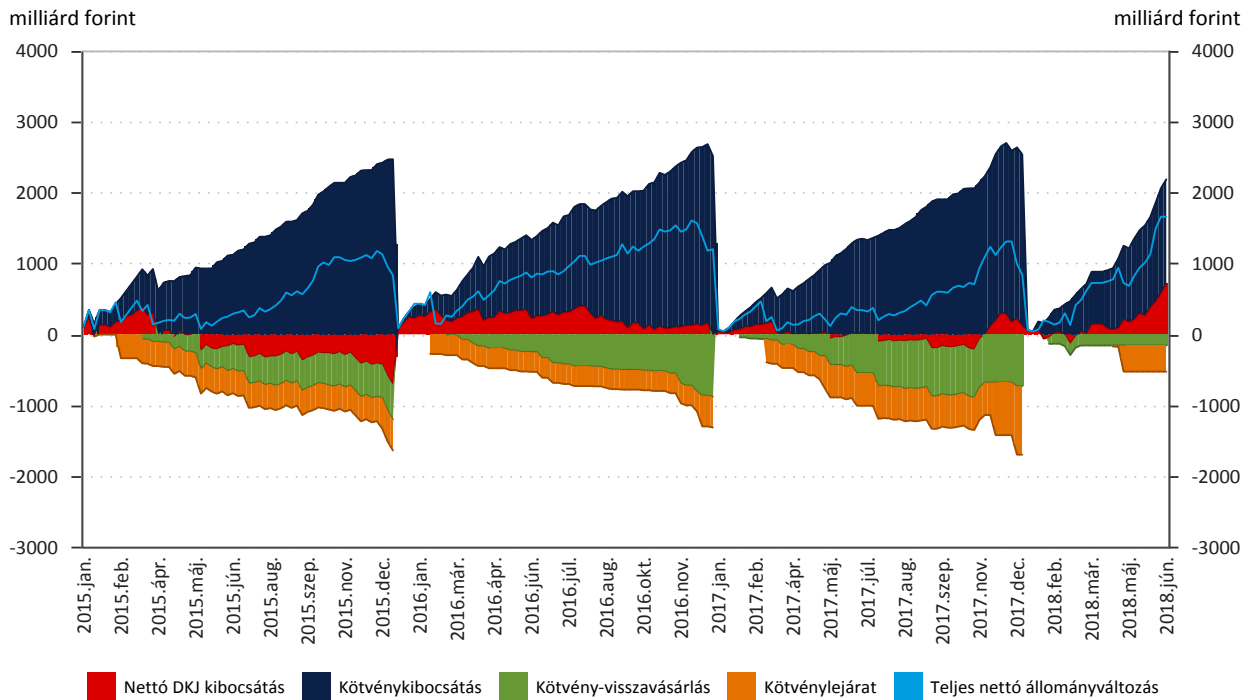 milliárd forint
milliárd forint
4000
3000
2000
1000
0
-1000
-2000
-3000
4000
3000
2000
1000
0
-1000
-2000
-3000
2015.jan.
2015.feb.
2015.ápr.
2015.máj.
2015.jún.
2015.aug.
2015.szep.
2015.nov.
2015.dec.
2016.jan.
2016.már.
2016.ápr.
2016.jún.
2016.júl.
2016.aug.
2016.okt.
2016.nov.
2017.jan.
2017.feb.
2017.ápr.
2017.máj.
2017.júl.
2017.aug.
2017.szep.
2017.nov.
2017.dec.
2018.feb.
2018.már.
2018.máj.
2018.jún.
Nettó DKJ kibocsátás
Kötvénykibocsátás
Kötvény-visszavásárlás
Kötvénylejárat
Teljes nettó állományváltozás